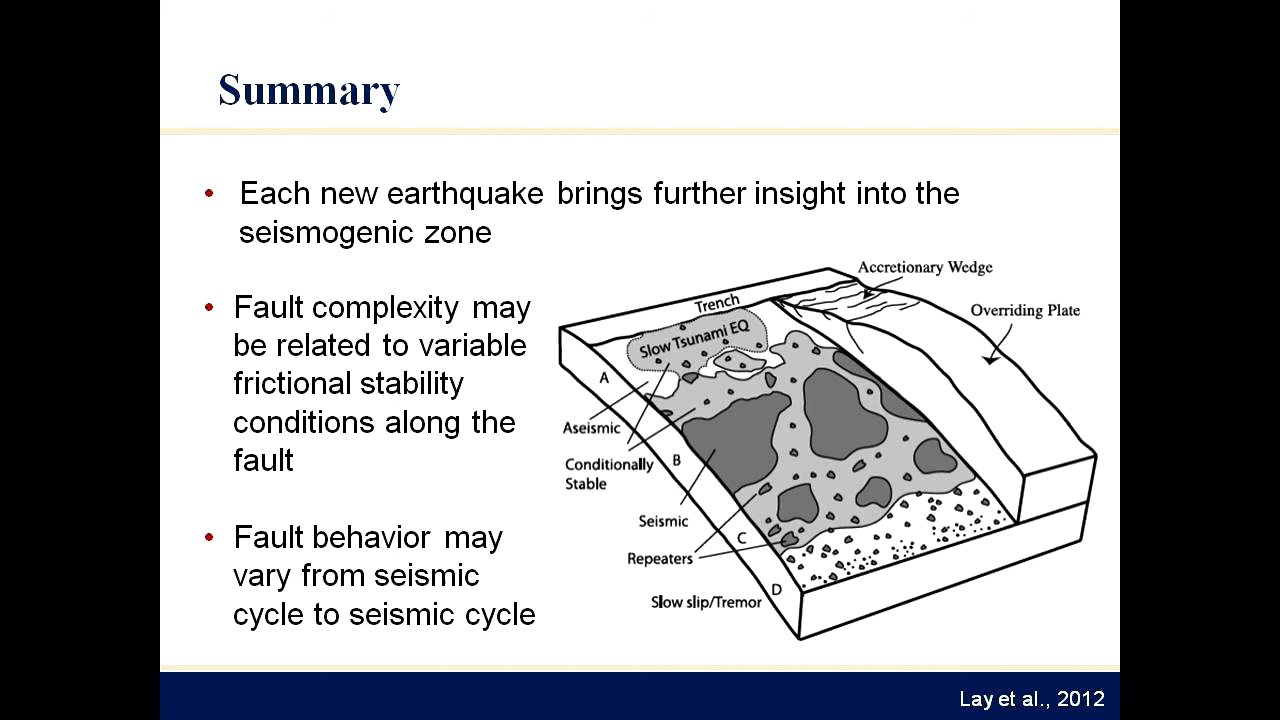 Summary
• Each new earthquake brings further insight into the
seismogenic zone
• Fault complexity may
be related to variable
frictional stability
conditions along the
fault
• Fault behavior may
vary from seismic
cycle to seismic cycle
Accretionary Wedge
Overriding Plate
Trench
Slow Tsunami EQ
A
Aseismic
B
Conditionally
Stable
Seismic
C
Repeaters
D
Slow slip/Tremor
Lay et al., 2012